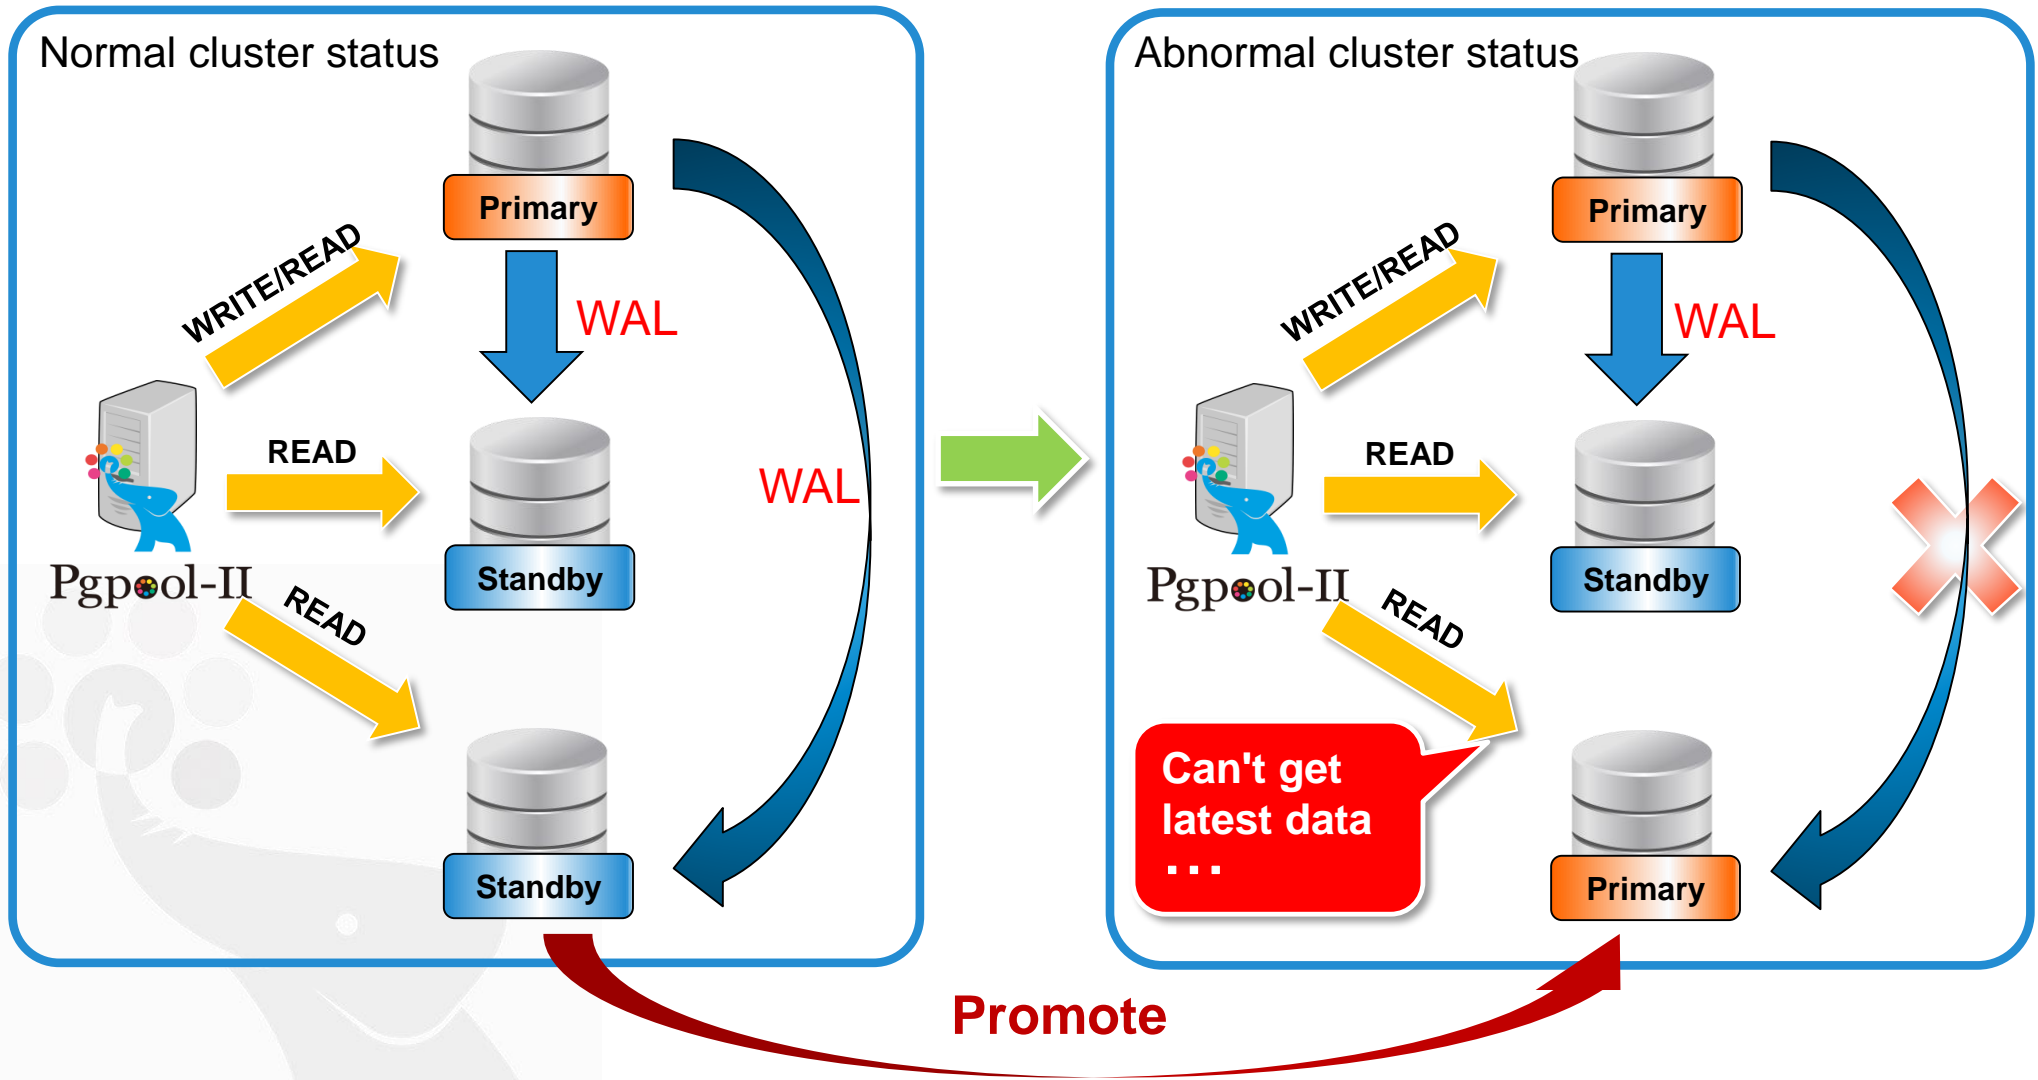 Normal cluster status
Primary
WRITE/READ
WAL
READ
Standby
WAL
Pgpool-II
READ
Standby
Abnormal cluster status
Primary
WRITE/READ
WAL
READ
Standby
Pgpool-II
READ
Can't get
latest data
...
Primary
Promote